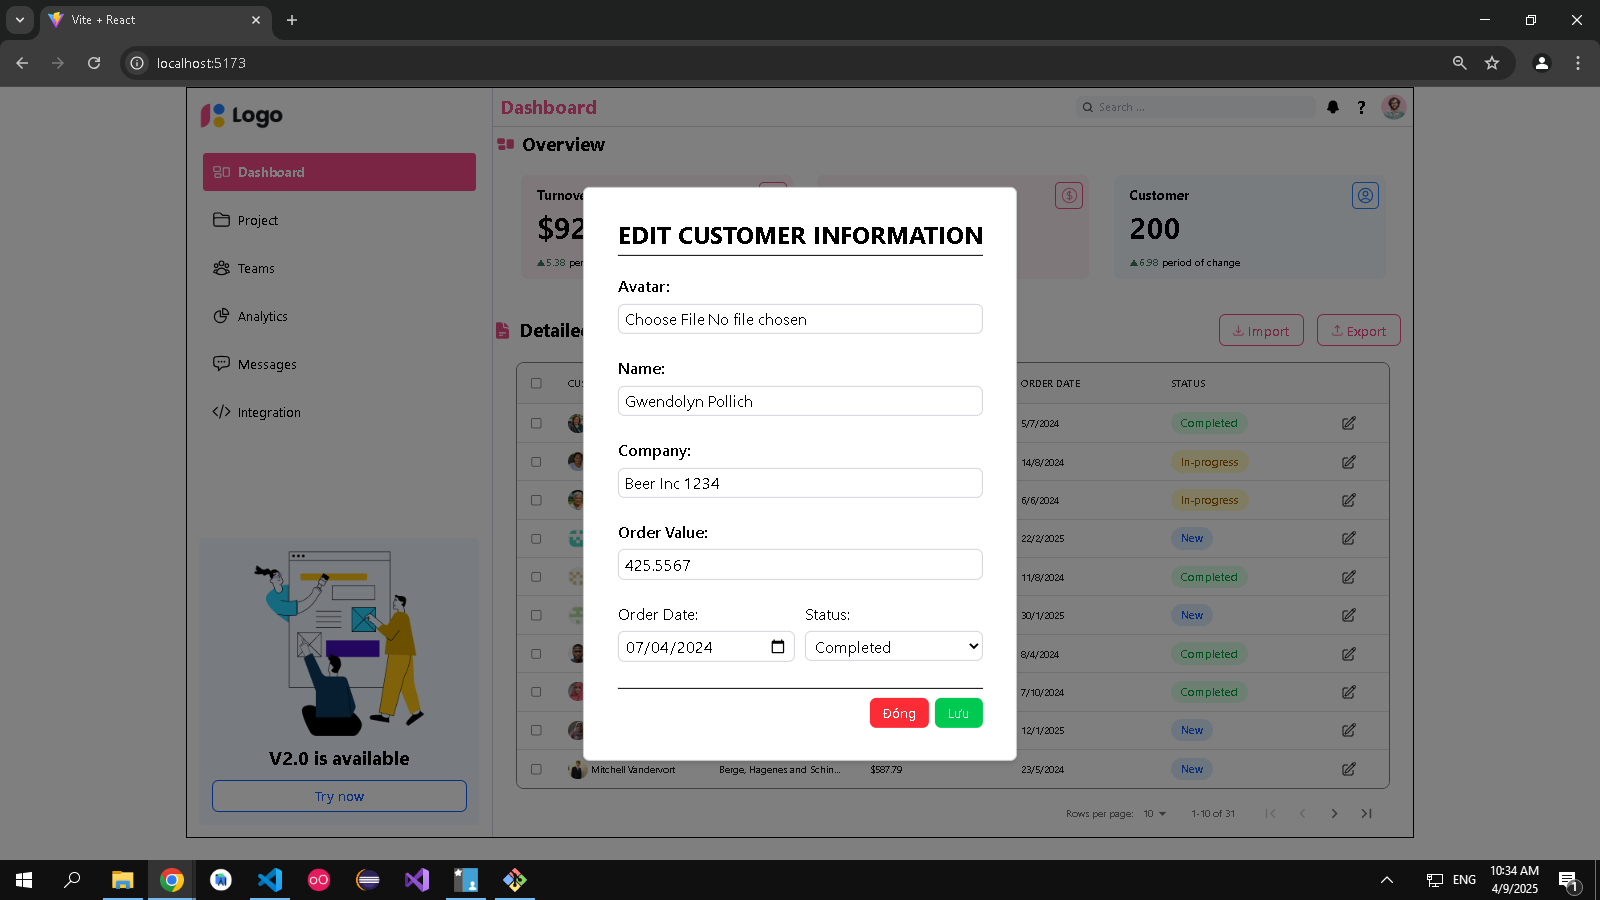 Vite + React
localhost:5173
Logo
Dashboard
Search ...
?
Dashboard
Project
Teams
Analytics
Messages
Integration
V2.0 is available
Try now
Overview
$92
5.38
Customer
200
6.98 period of change
Import
Export
ORDER DATE
STATUS
5/7/2024
Completed
14/8/2024
In-progress
6/6/2024
In-progress
22/2/2025
New
11/8/2024
Completed
30/1/2025
New
8/4/2024
Completed
7/10/2024
Completed
12/1/2025
New
Mitchell Vandervort
Berge, Hagenes and Schin...
$587.79
23/5/2024
New
Rows per page:
10
1-10 of 31
EDIT CUSTOMER INFORMATION
Avatar:
Choose File No file chosen
Name:
Gwendolyn Pollich
Company:
Beer Inc 1234
Order Value:
425.5567
Order Date:
Status:
07/04/2024
Completed
Đóng
Lưu
ENG
10:34 AM
4/9/2025
1